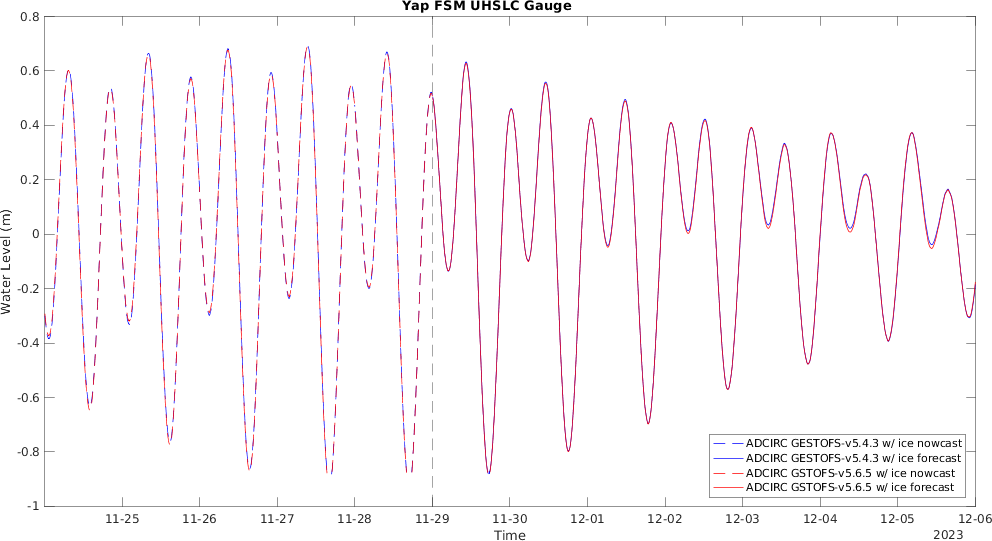 Yap FSM UHSLC Gauge
0.8
0.6
0.4
0.2
0
-0.2
-0.4
-0.6
-0.8
-1
Water Level (m)
ADCIRC GESTOFS-v5.4.3 w/ ice nowcast
ADCIRC GESTOFS-v5.4.3 w/ ice forecast
ADCIRC GSTOFS-v5.6.5 w/ ice nowcast
ADCIRC GSTOFS-v5.6.5 w/ ice forecast
11-25 11-26 11-27 11-28 11-29 11-30 12-01 12-02 12-03 12-04 12-05 12-06
Time
2023